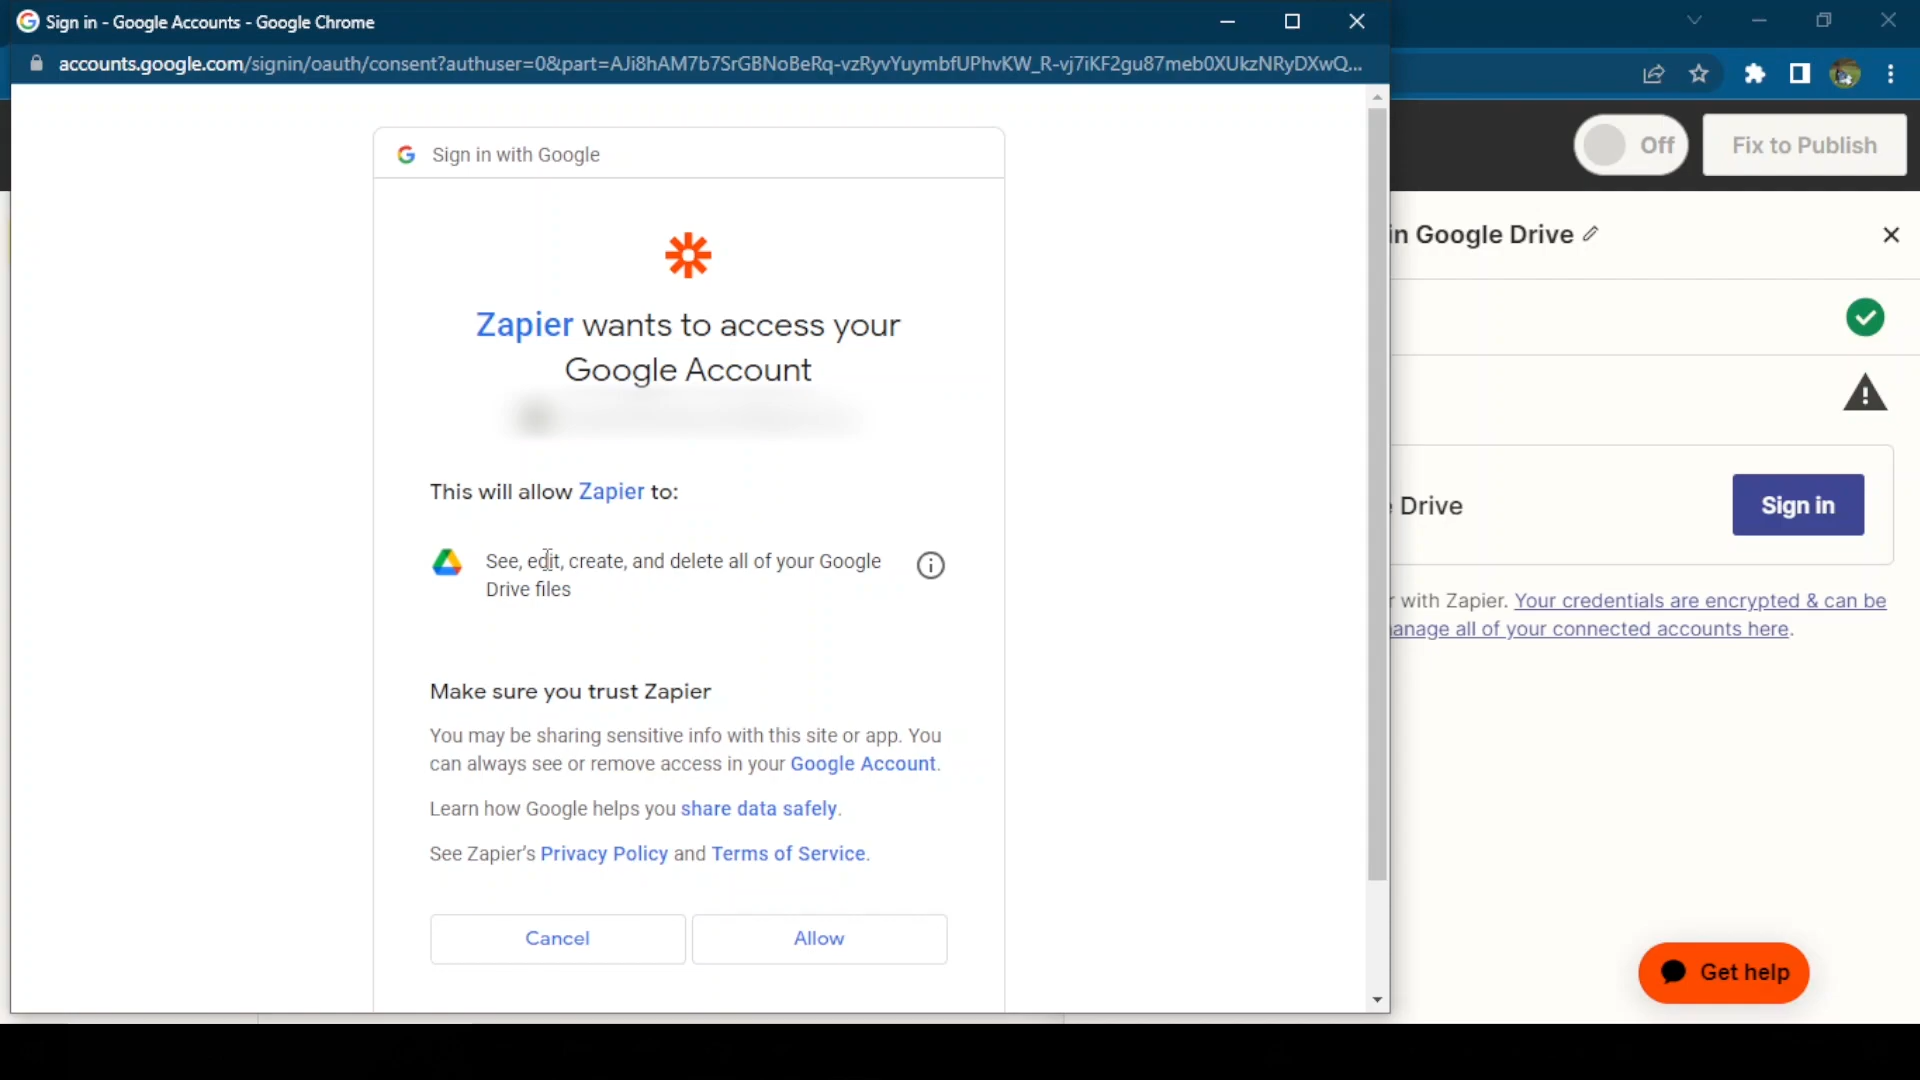 Sign in - Google Accounts - Google Chrome
accounts.google.com/signin/oauth/consent?authuser=0&part=AJi8hAM7b7SrGBNoBeRq-vzRyvYuymbfUPhvKW_R-vj7iKF2gu87meb0XUkzNRyDXwQ...
Off
Fix to Publish
Sign in with Google
in Google Drive
Zapier wants to access your
Google Account
This will allow Zapier to:
Drive
Sign in
See, edit, create, and delete all of your Google
Drive files
with Zapier. Your credentials are encrypted & can be
anage all of your connected accounts here.
Make sure you trust Zapier
You may be sharing sensitive info with this site or app. You
can always see or remove access in your Google Account.
Learn how Google helps you share data safely.
See Zapier's Privacy Policy and Terms of Service.
Cancel
Allow
Get help